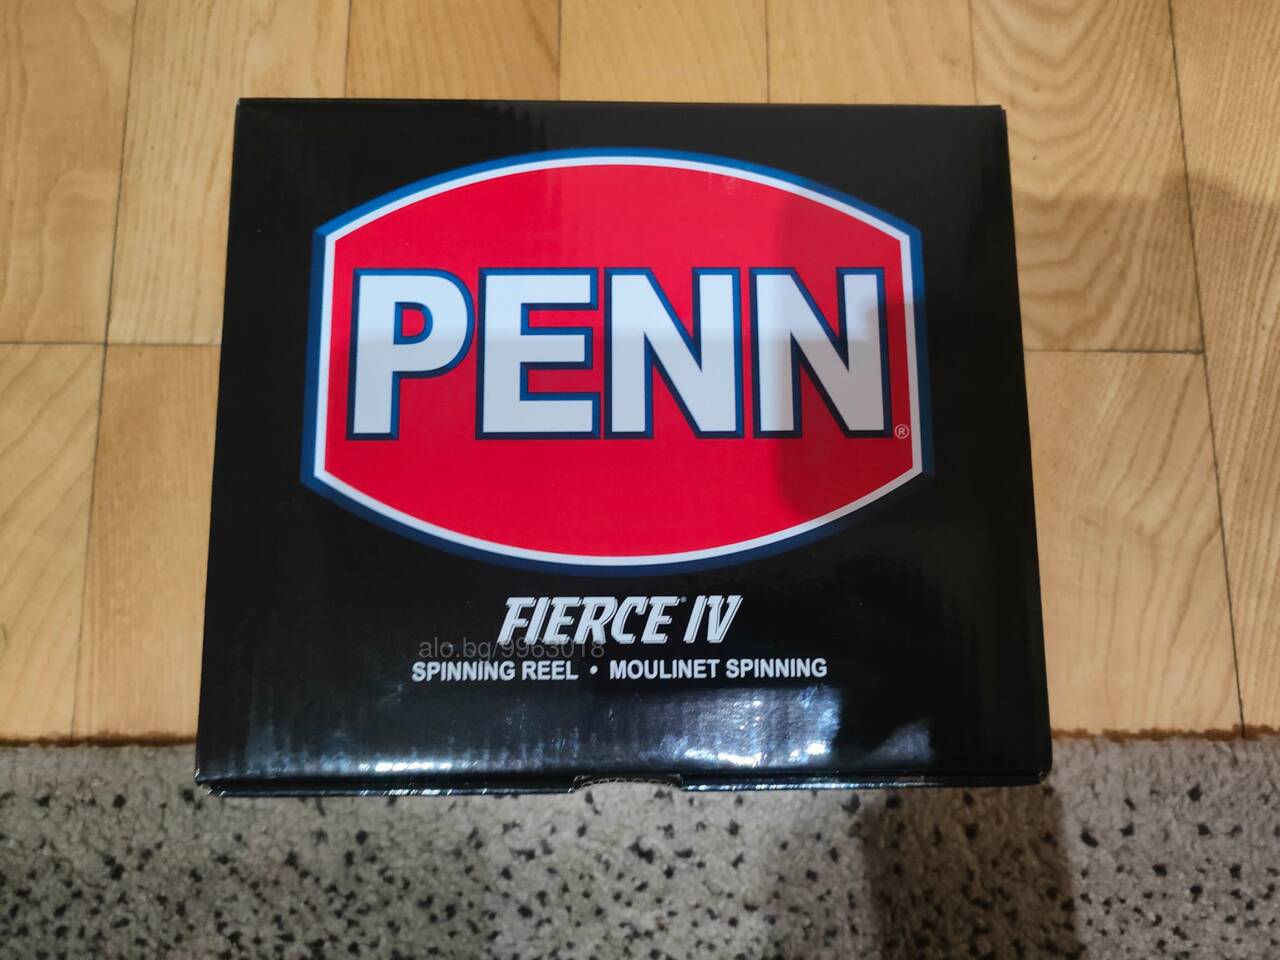 PENN®
FIERCE® IV
alo.bg/9963018
SPINNING REEL • MOULINET SPINNING